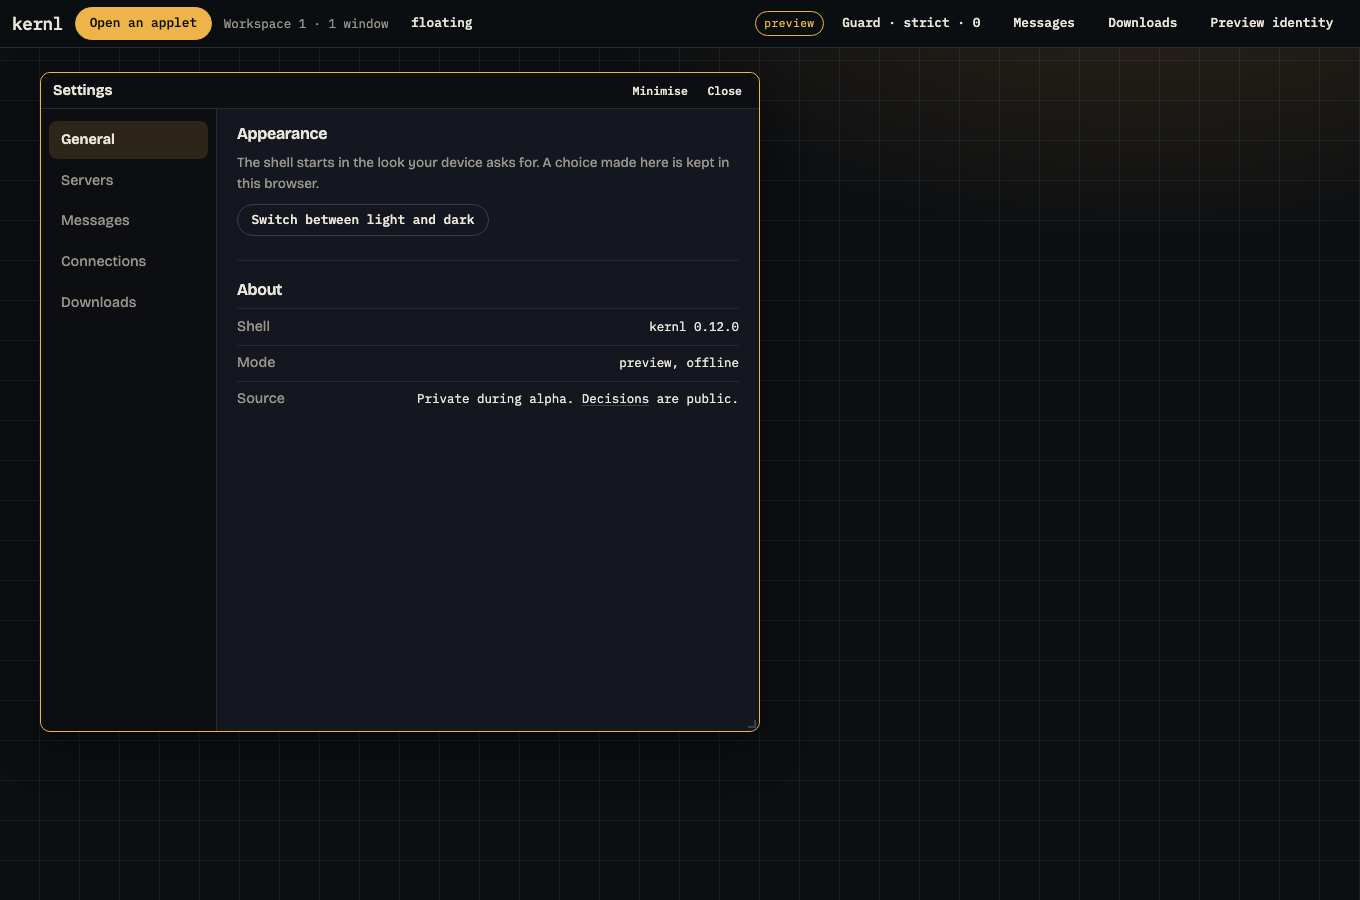 kernl Open an applet Workspace 1 · 1 window floating preview Guard · strict · 0 Messages Downloads Preview identity
Settings Minimise Close
General
Servers
Messages
Connections
Downloads
Appearance
The shell starts in the look your device asks for. A choice made here is kept in
this browser.
Switch between light and dark
About
Shell kernl 0.12.0
Mode preview, offline
Source Private during alpha. Decisions are public.